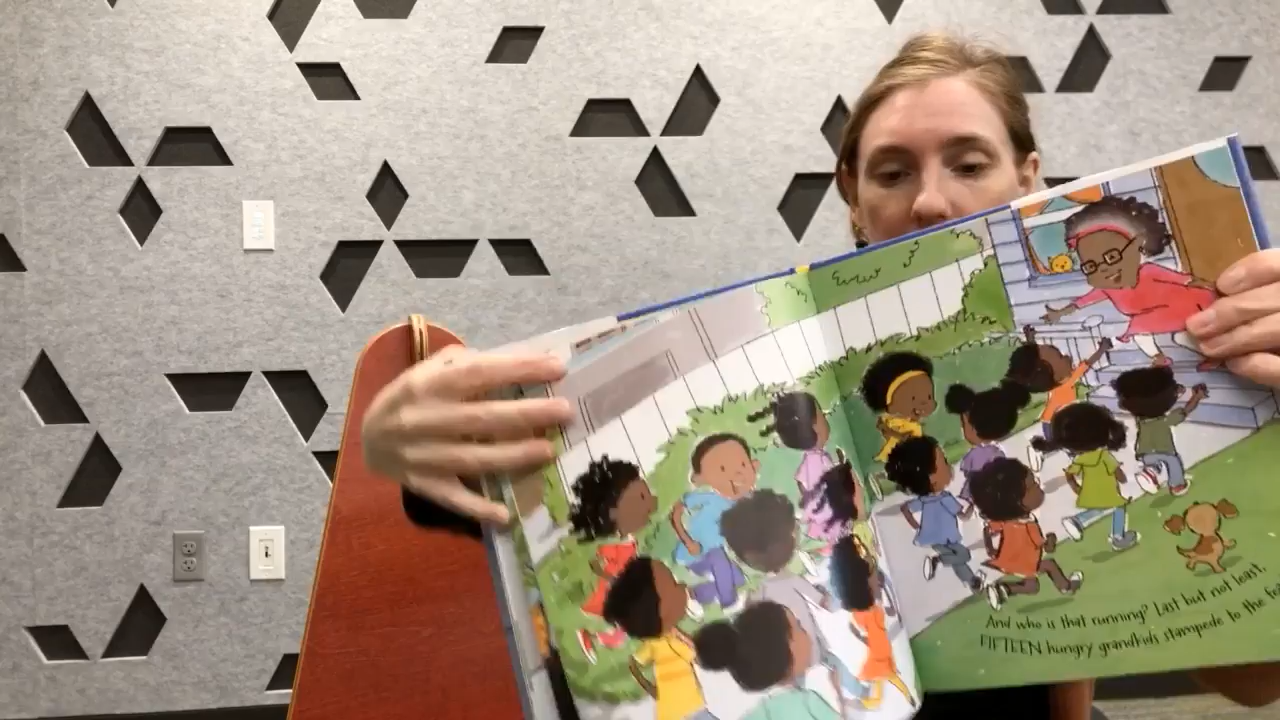 And who is that running? Last but not least,
FIFTEEN hungry grandkids stampede to the